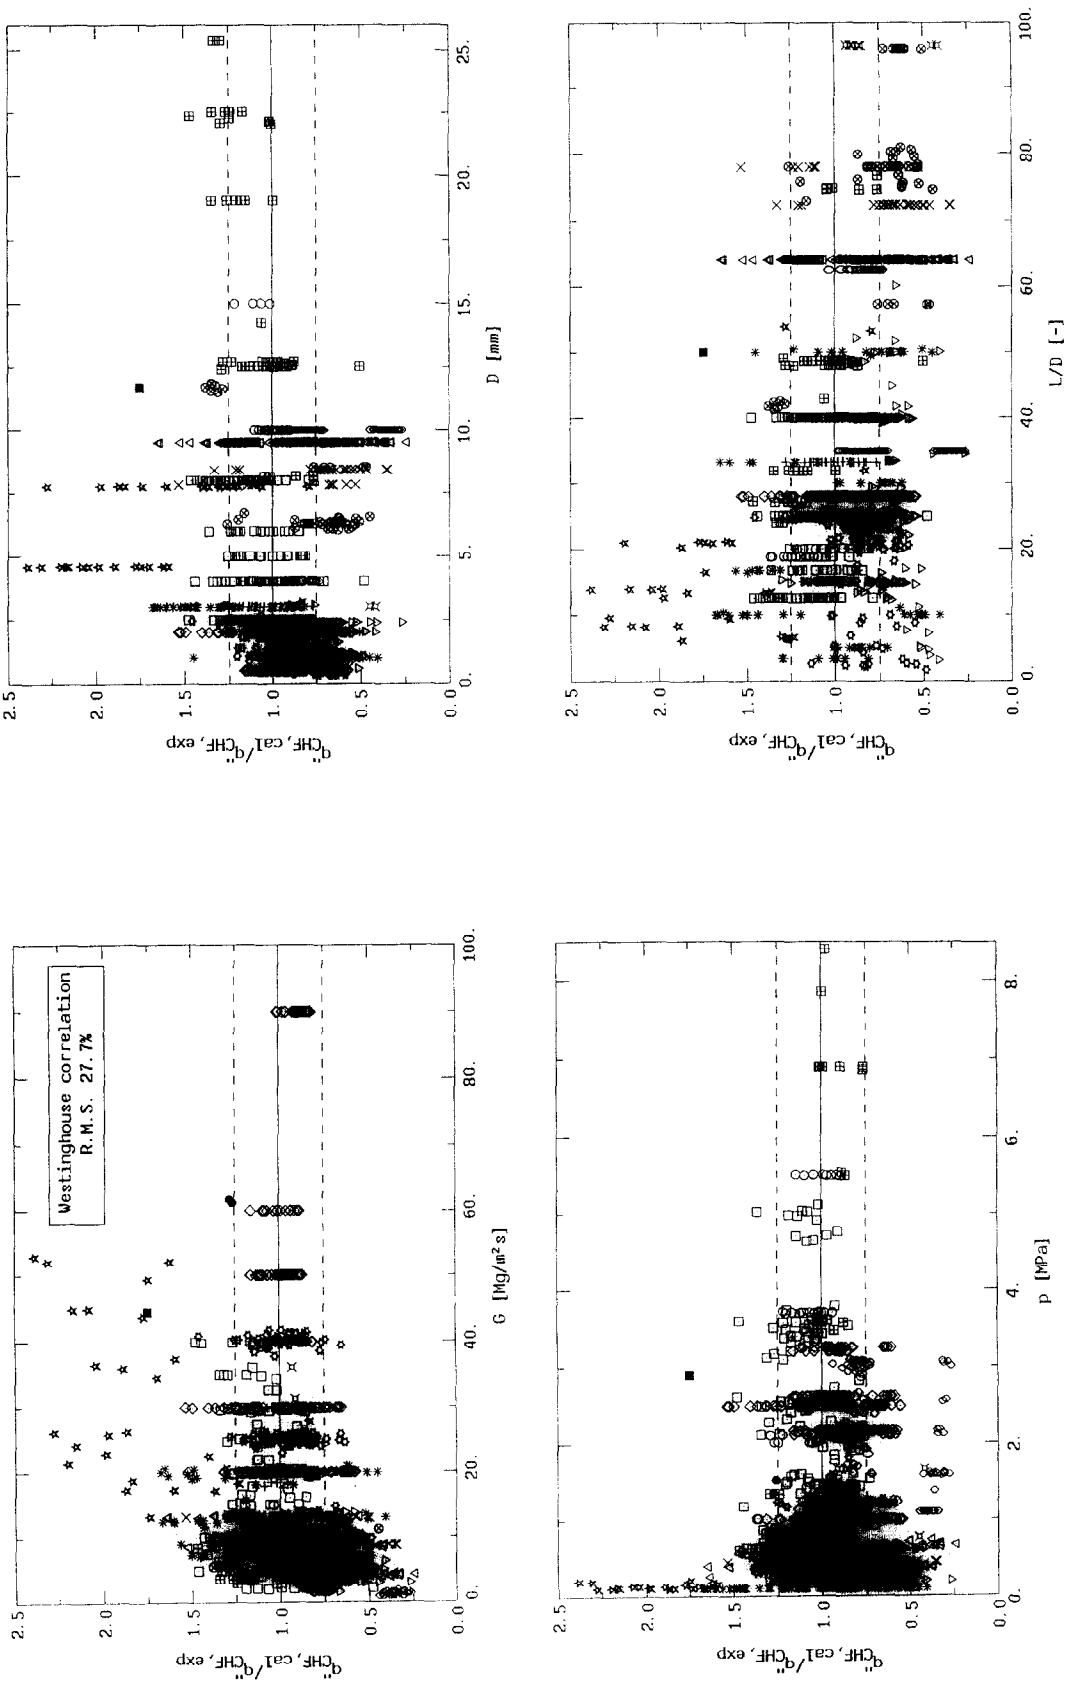 Westinghouse correlation
R.M.S. 27.7%
2.5
2.0
1.5
1.0
0.5
0.0
q"CHF,cal/q"CHF,exp
0. 20. 40. 60. 80. 100.
G [Mg/m²s]
2.5
2.0
1.5
1.0
0.5
0.0
q"CHF,cal/q"CHF,exp
0. 5. 10. 15. 20. 25.
D [mm]
2.5
2.0
1.5
1.0
0.5
0.0
q"CHF,cal/q"CHF,exp
0. 2. 4. 6. 8.
p [MPa]
2.5
2.0
1.5
1.0
0.5
0.0
q"CHF,cal/q"CHF,exp
0. 20. 40. 60. 80. 100.
L/D [-]